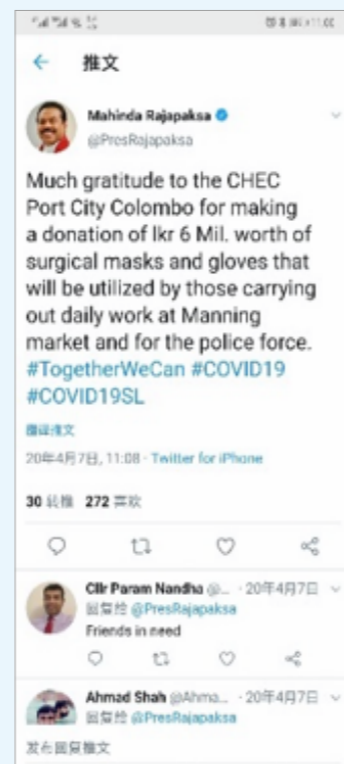 推文
Mahinda Rajapaksa
@PresRajapaksa
Much gratitude to the CHEC
Port City Colombo for making
a donation of lkr 6 Mil. worth of
surgical masks and gloves that
will be utilized by those carrying
out daily work at Manning
market and for the police force.
#TogetherWeCan #COVID19
#COVID19SL
翻译推文
20年4月7日, 11:08 · Twitter for iPhone
30 转推 272 喜欢
Cllr Param Nandha @... · 20年4月7日
回复给 @PresRajapaksa
Friends in need
Ahmad Shah @Ahma... · 20年4月7日
回复给 @PresRajapaksa
发布回复推文